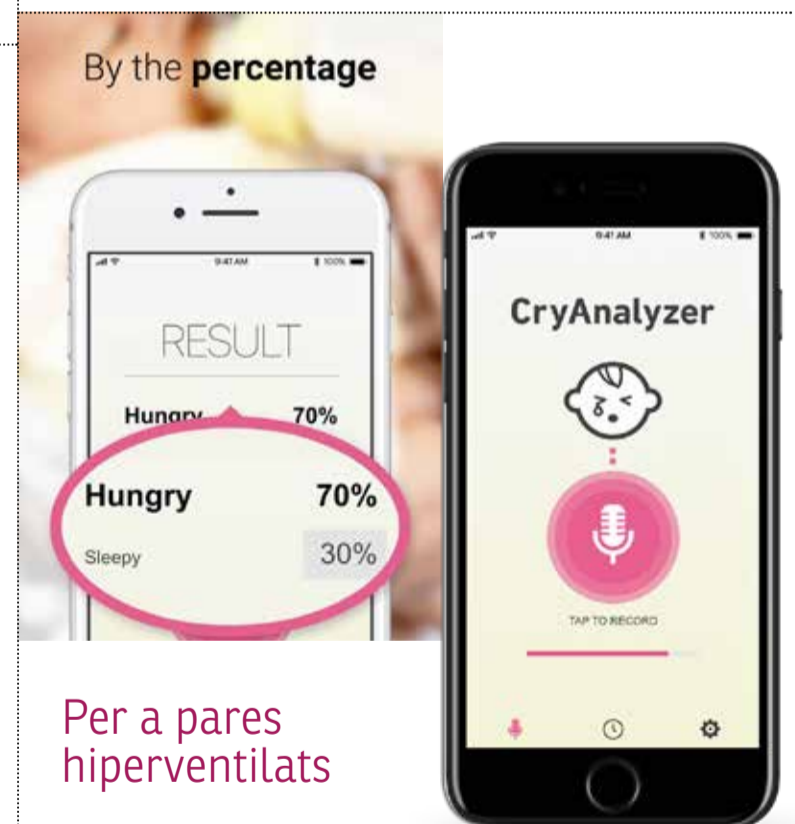 By the percentage
9:41 AM 100%
RESULT
Hungry 70%
Hungry 70%
Sleepy 30%
9:41 AM 100%
CryAnalyzer
TAP TO RECORD
Per a pares
hiperventilats